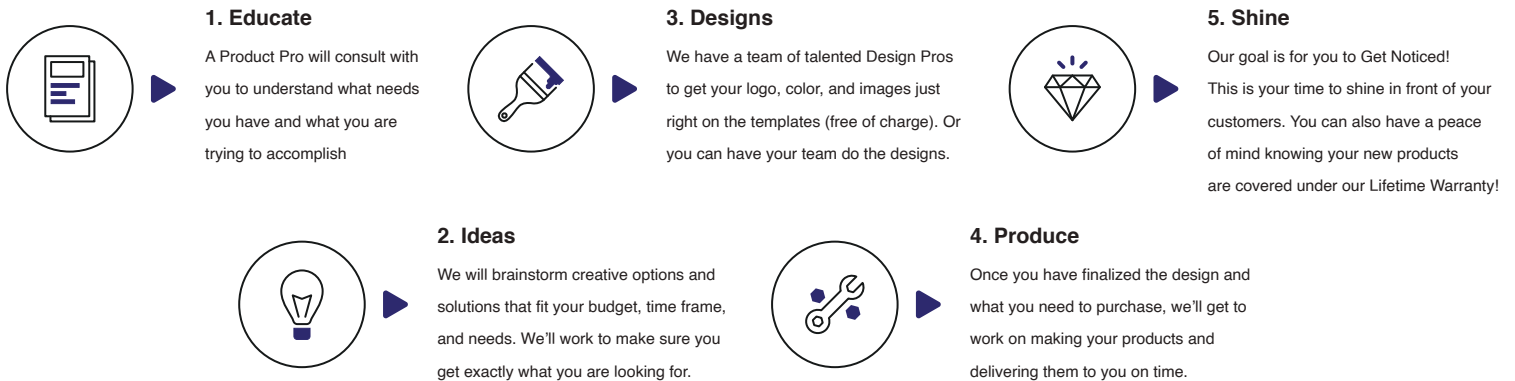 1. Educate
A Product Pro will consult with
you to understand what needs
you have and what you are
trying to accomplish
2. Ideas
We will brainstorm creative options and
solutions that fit your budget, time frame,
and needs. We’ll work to make sure you
get exactly what you are looking for.
3. Designs
We have a team of talented Design Pros
to get your logo, color, and images just
right on the templates (free of charge). Or
you can have your team do the designs.
4. Produce
Once you have finalized the design and
what you need to purchase, we’ll get to
work on making your products and
delivering them to you on time.
5. Shine
Our goal is for you to Get Noticed!
This is your time to shine in front of your
customers. You can also have a peace
of mind knowing your new products
are covered under our Lifetime Warranty!